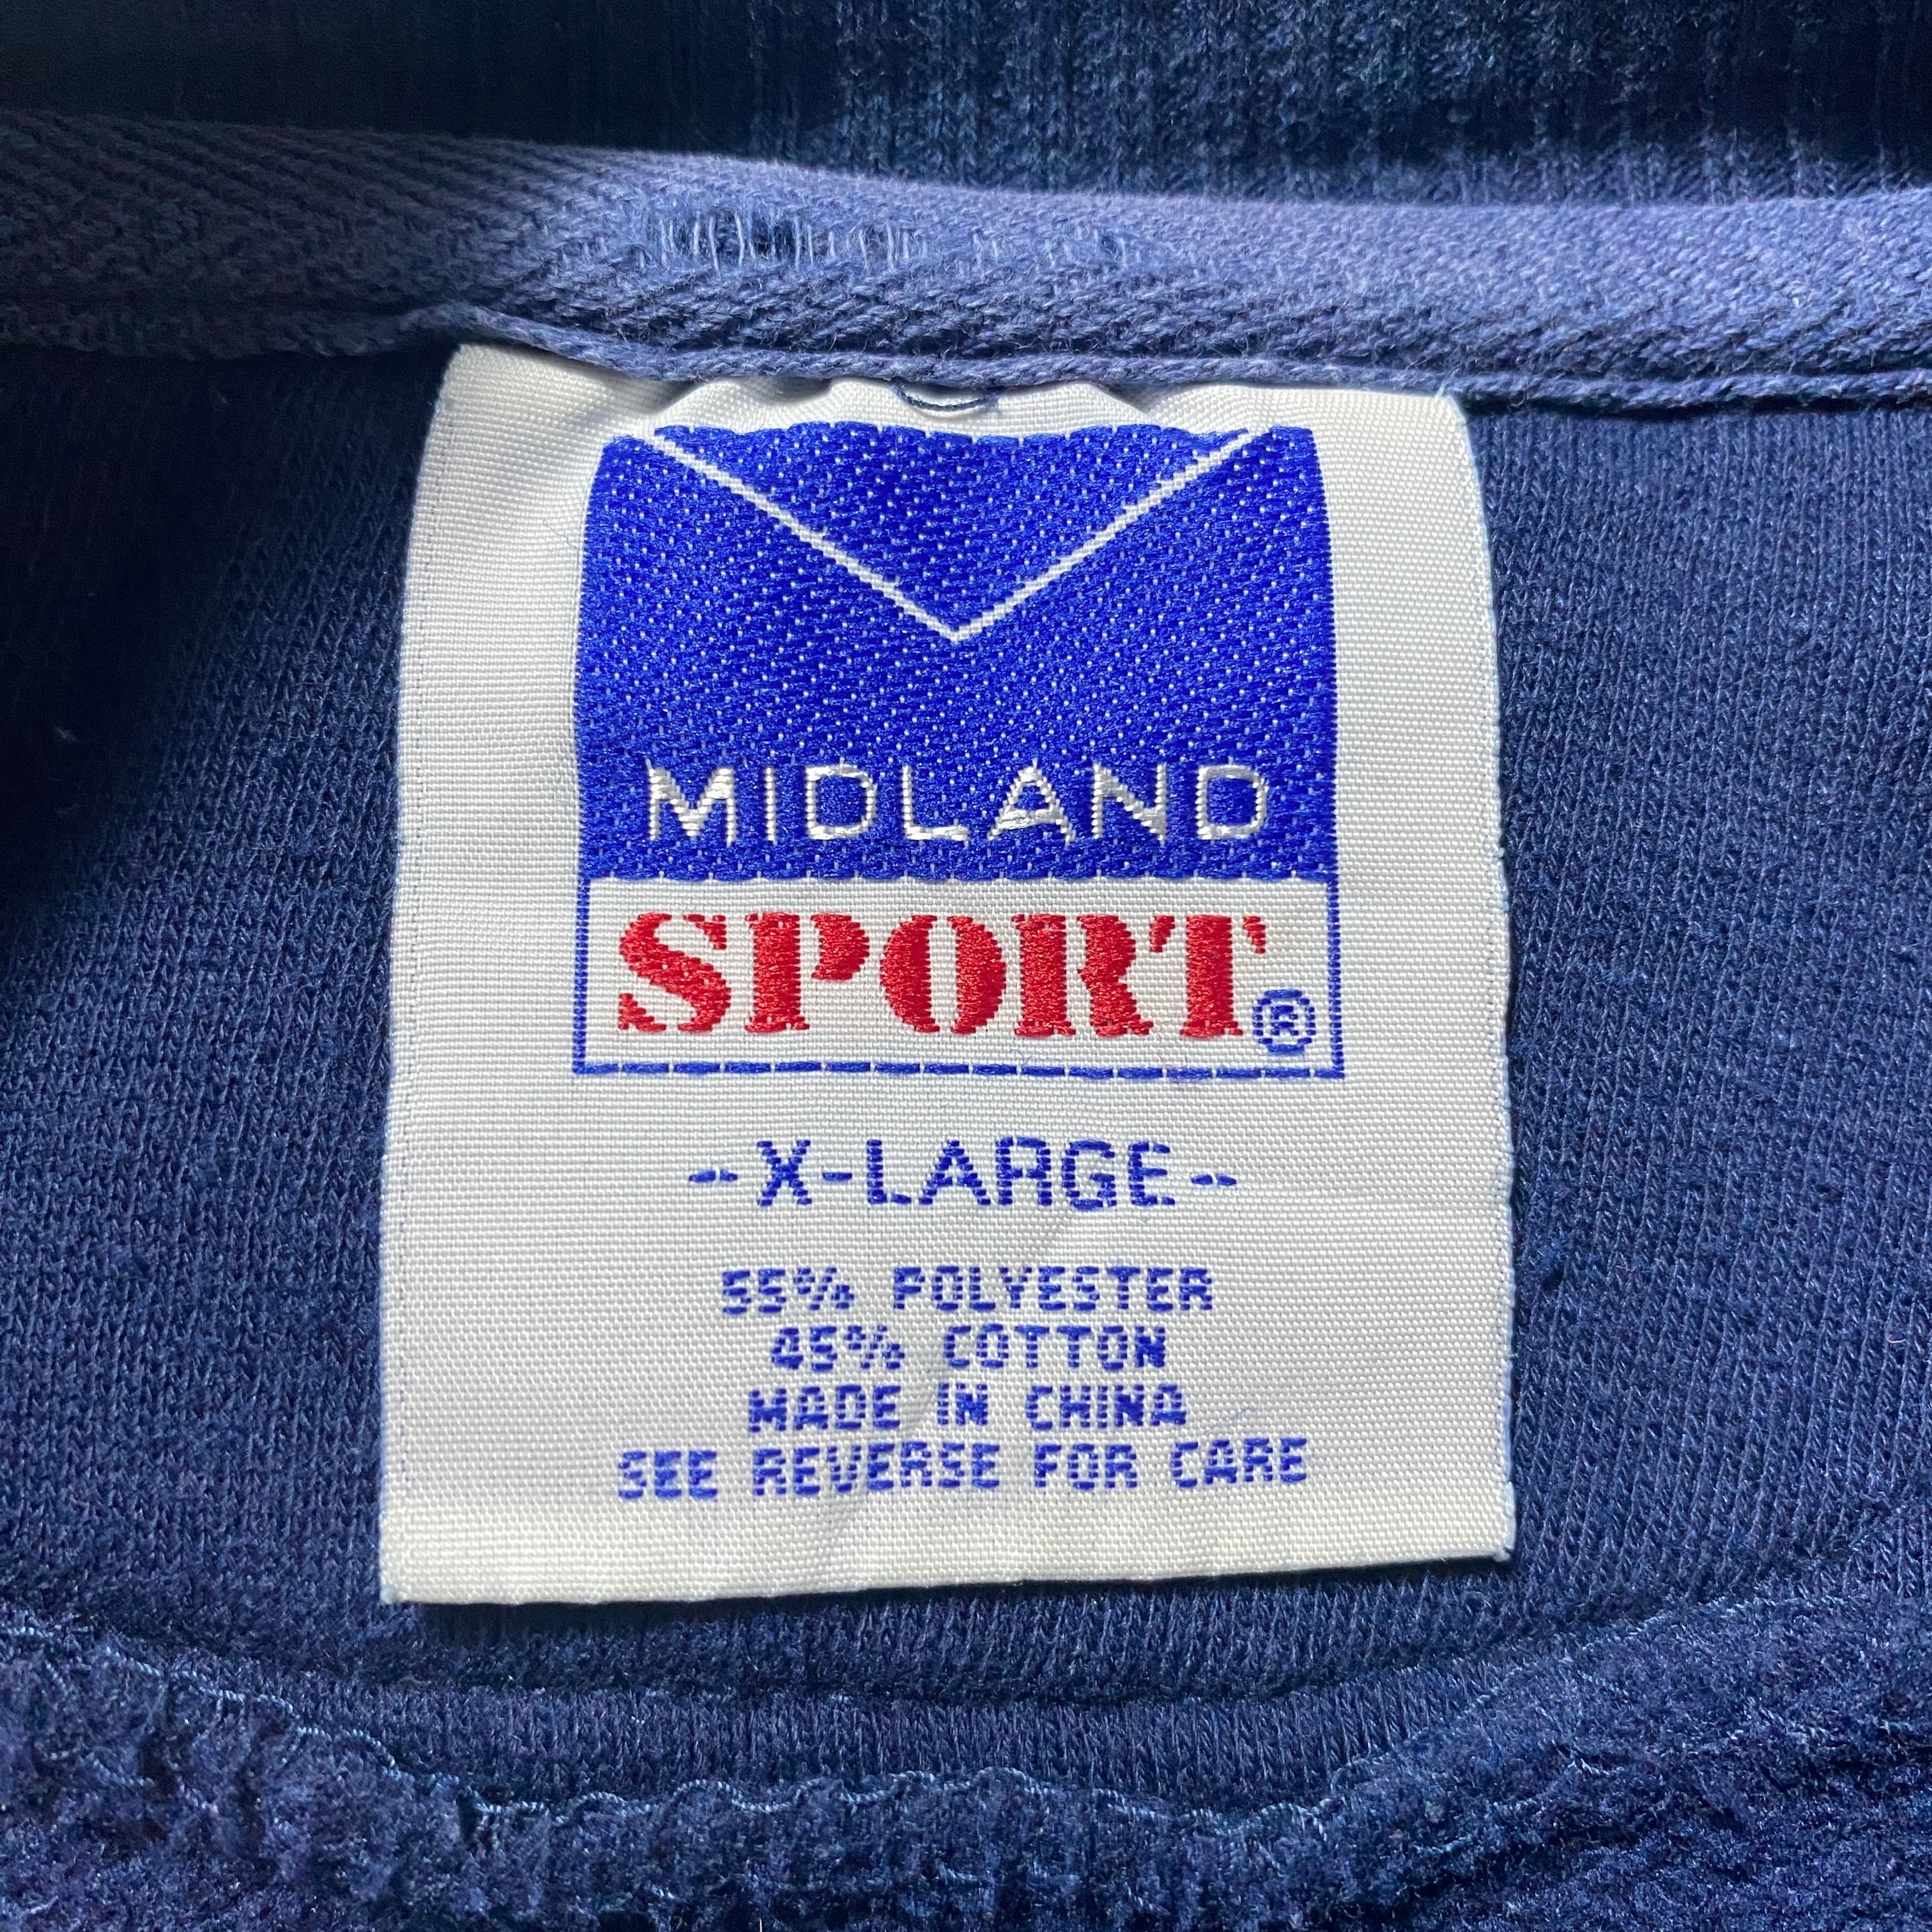 MIDLAND
SPORT®
-X-LARGE-
55% POLYESTER
45% COTTON
MADE IN CHINA
SEE REVERSE FOR CARE